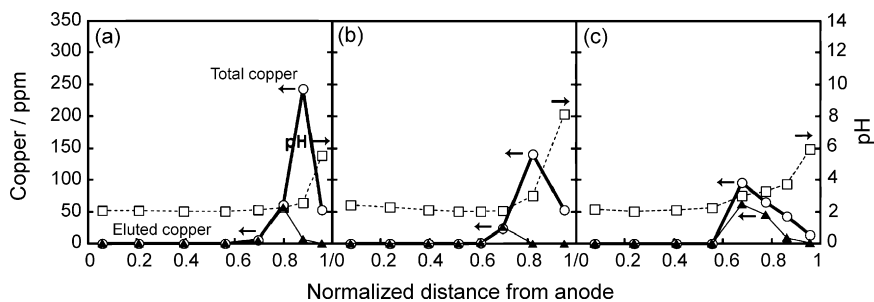 (a) (b) (c)
350 300 250 200 150 100 50 0
Copper / ppm
Total copper
pH
Eluted copper
14 12 10 8 6 4 2 0
pH
0 0.2 0.4 0.6 0.8 1/0 0.2 0.4 0.6 0.8 1/0 0.2 0.4 0.6 0.8 1
Normalized distance from anode